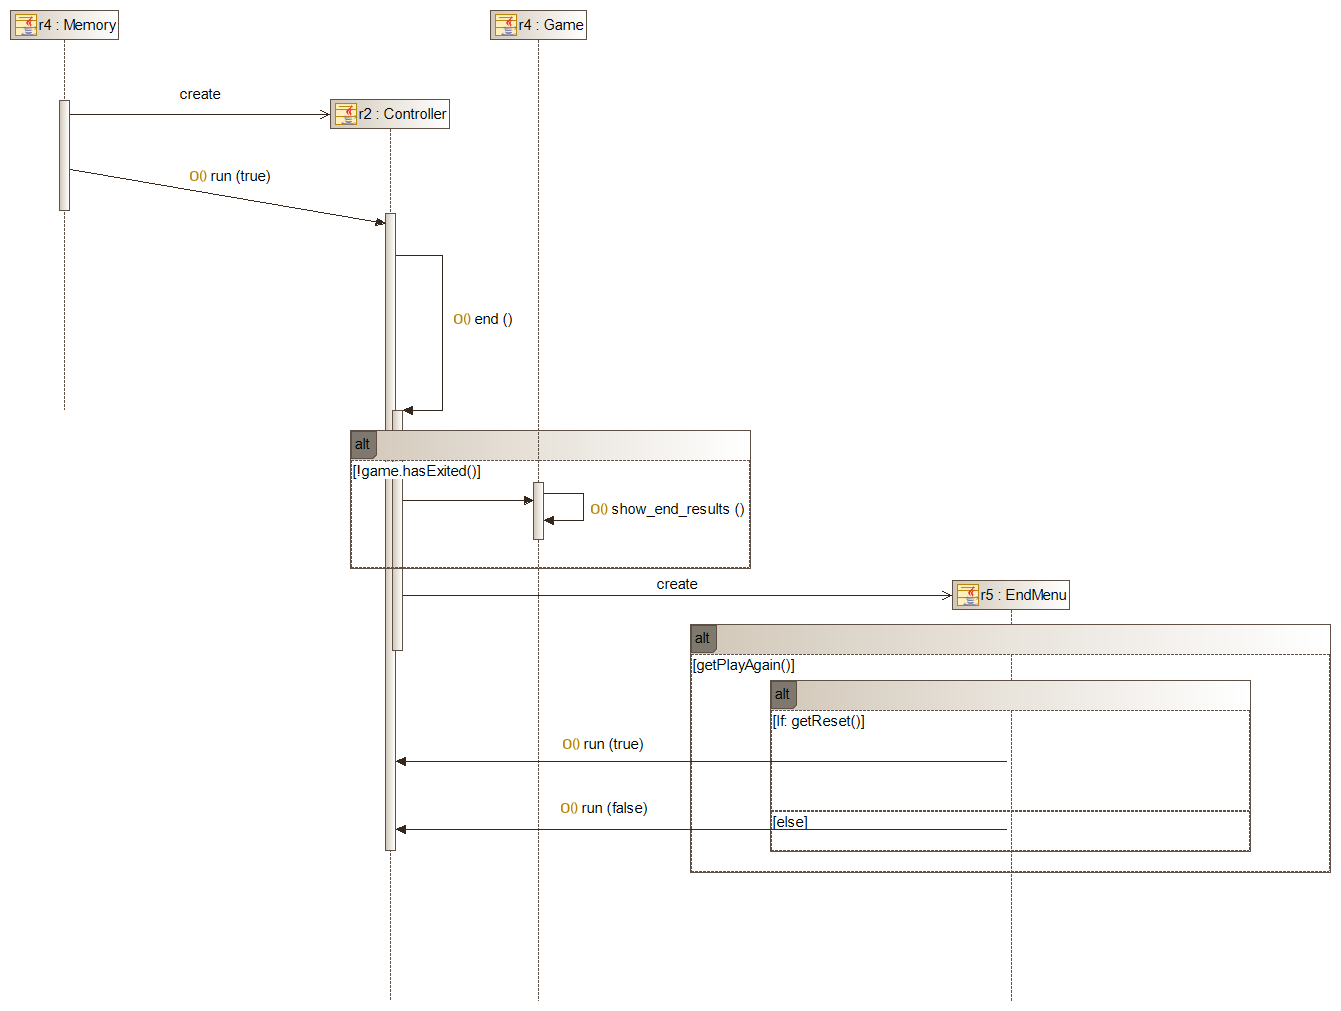 r4 : Memory
r4 : Game
create
r2 : Controller
O() run (true)
O() end ()
alt
[!game.hasExited()]
O() show_end_results ()
create
r5 : EndMenu
alt
[getPlayAgain()]
alt
[If: getReset()]
O() run (true)
O() run (false)
[else]